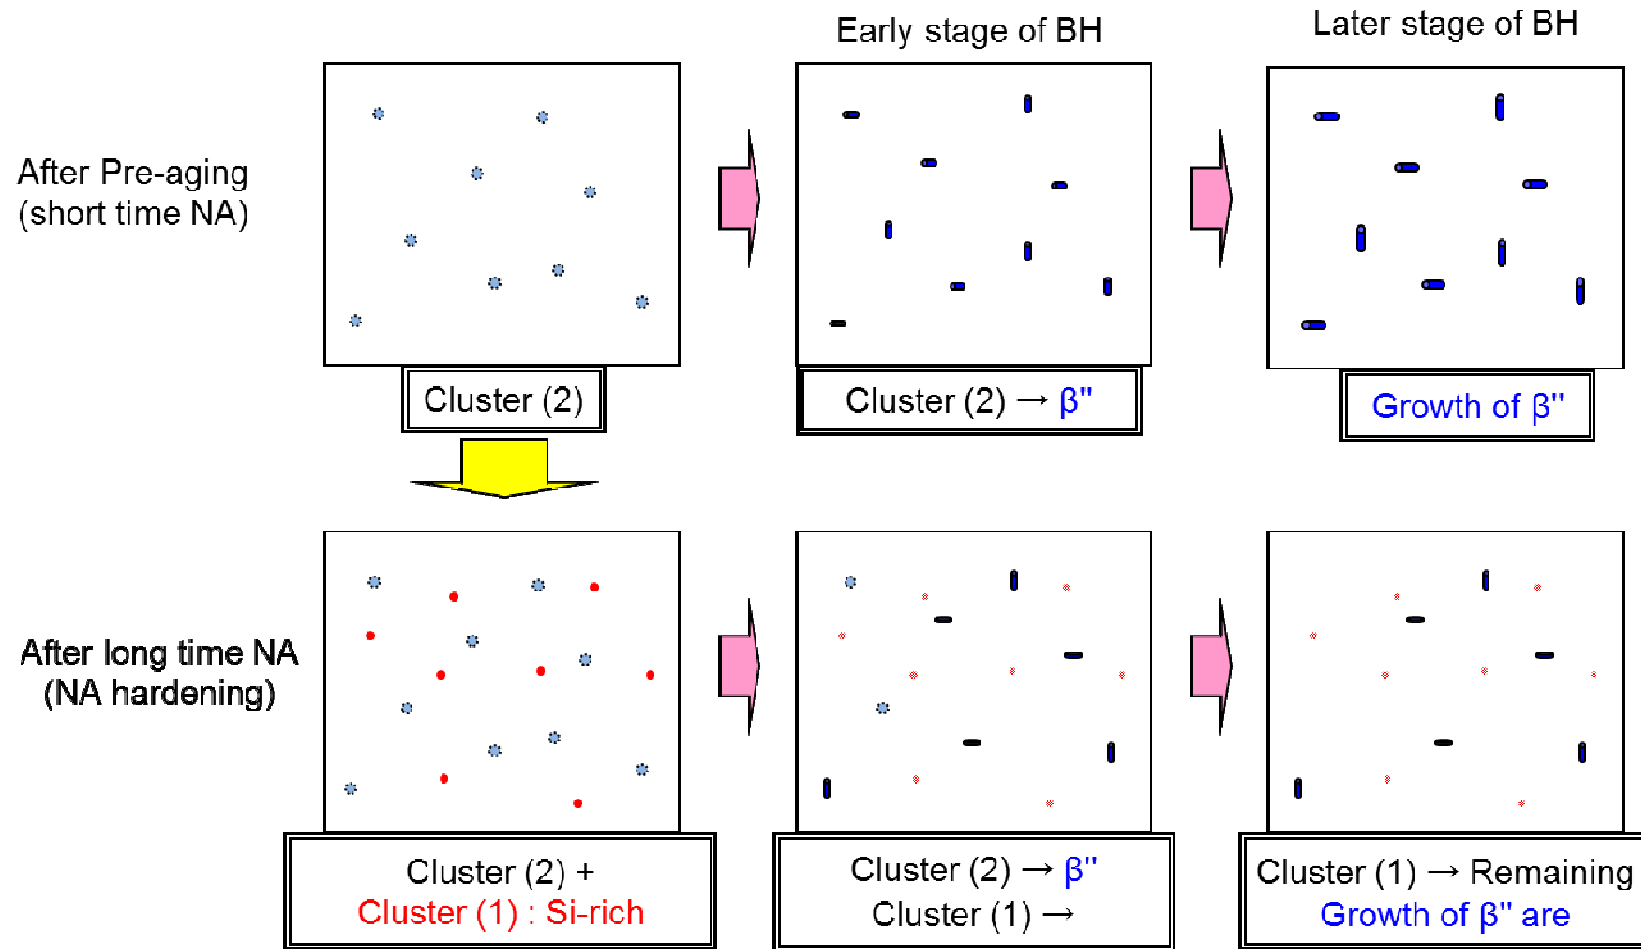 Early stage of BH
Later stage of BH
After Pre-aging
(short time NA)
Cluster (2)
Cluster (2) → β"
Growth of β"
After long time NA
(NA hardening)
Cluster (2) +
Cluster (1) : Si-rich
Cluster (2) → β"
Cluster (1) →
Cluster (1) → Remaining
Growth of β" are